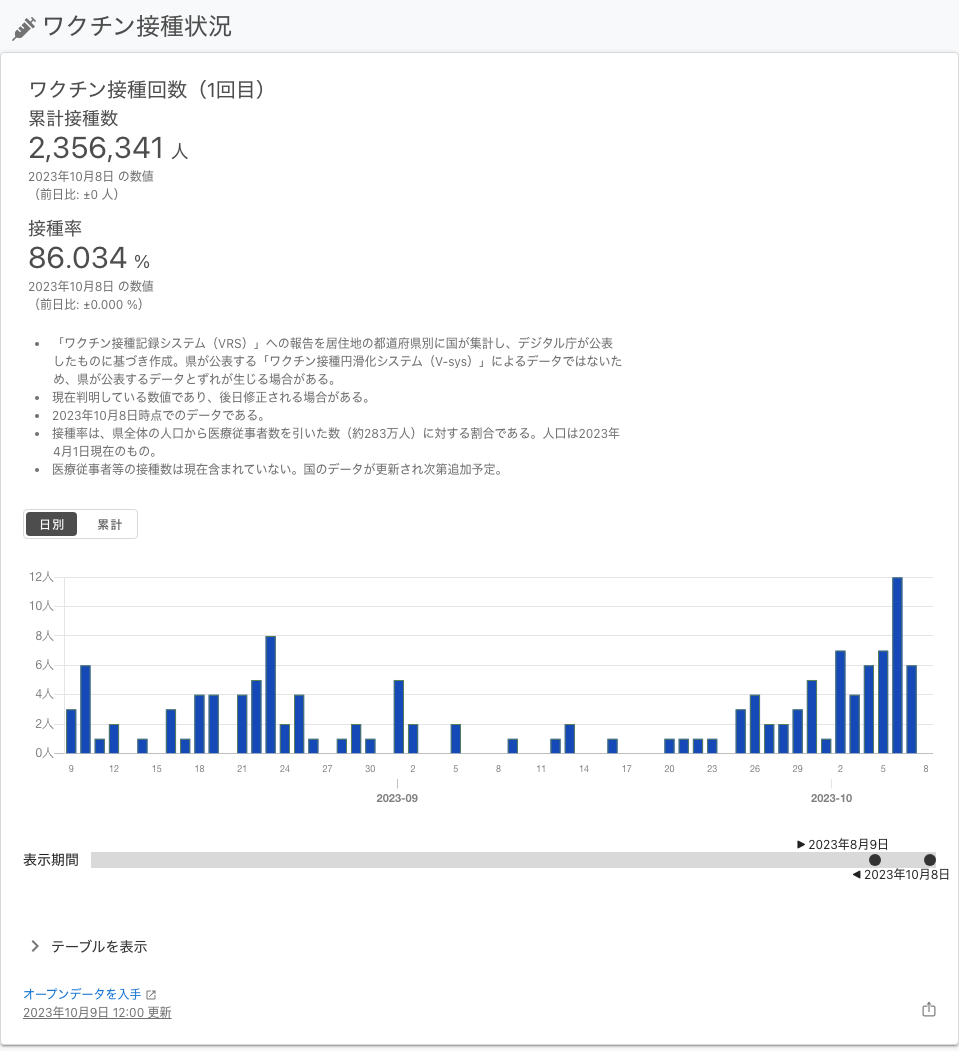 ワクチン接種状況
ワクチン接種回数（1回目）
累計接種数
2,356,341 人
2023年10月8日 の数値
（前日比: ±0 人）
接種率
86.034 %
2023年10月8日 の数値
（前日比: ±0.000 %）
• 「ワクチン接種記録システム（VRS）」への報告を居住地の都道府県別に国が集計し、デジタル庁が公表
したものに基づき作成。県が公表する「ワクチン接種円滑化システム（V-sys）」によるデータではないた
め、県が公表するデータとずれが生じる場合がある。
• 現在判明している数値であり、後日修正される場合がある。
• 2023年10月8日時点でのデータである。
• 接種率は、県全体の人口から医療従事者数を引いた数（約283万人）に対する割合である。人口は2023年
4月1日現在のもの。
• 医療従事者等の接種数は現在含まれていない。国のデータが更新され次第追加予定。
日別 累計
12人
10人
8人
6人
4人
2人
0人
9 12 15 18 21 24 27 30 2 5 8 11 14 17 20 23 26 29 2 5 8
2023-09 2023-10
▶ 2023年8月9日
表示期間
◀ 2023年10月8日
テーブルを表示
オープンデータを入手
2023年10月9日 12:00 更新